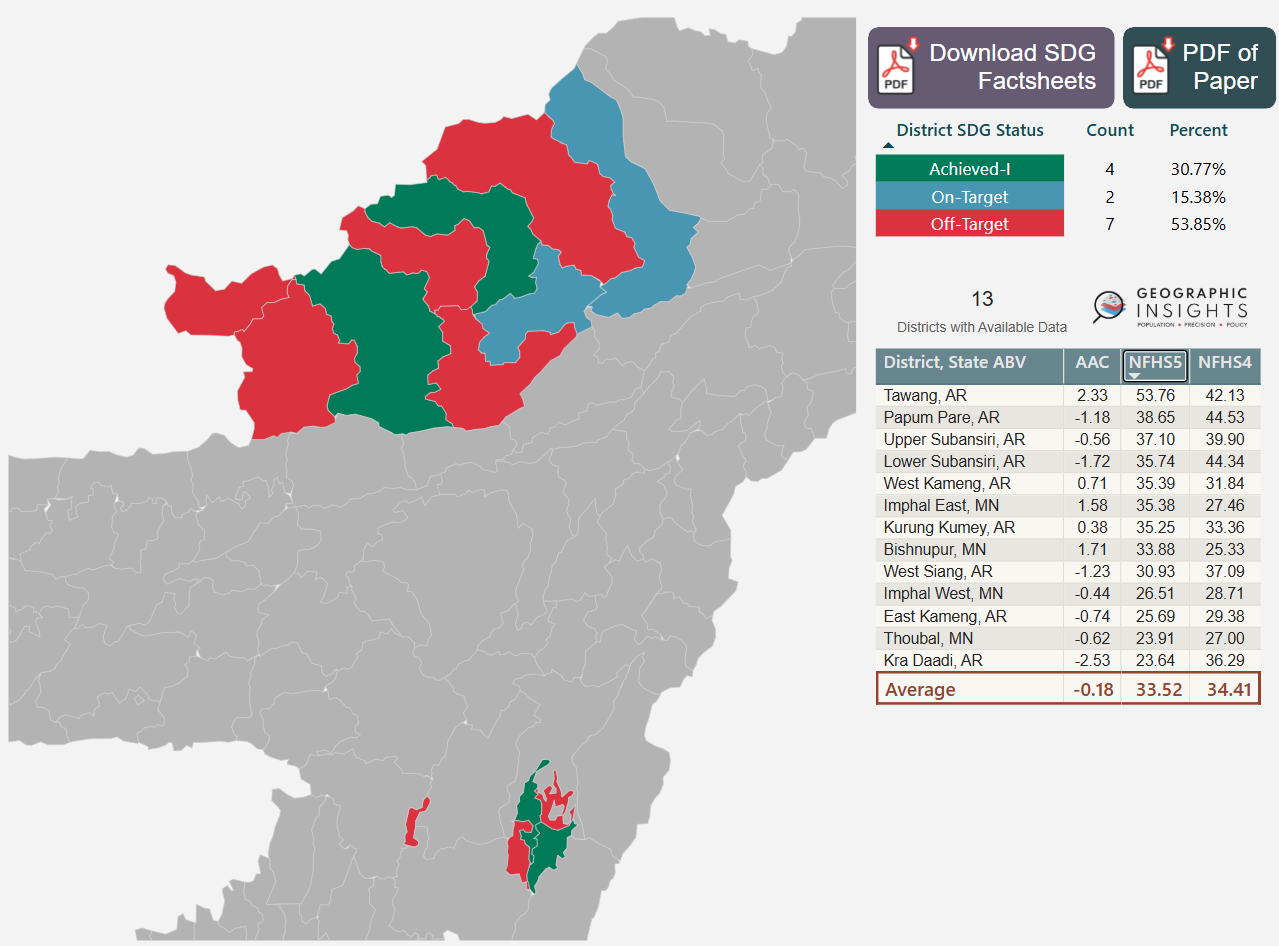 Download SDG
Factsheets
PDF
PDF of
Paper
PDF
District SDG Status Count Percent
Achieved-I 4 30.77%
On-Target 2 15.38%
Off-Target 7 53.85%
13
Districts with Available Data
GEOGRAPHIC
INSIGHTS
POPULATION • PRECISION • POLICY
District, State ABV AAC NFHS5 NFHS4
Tawang, AR 2.33 53.76 42.13
Papum Pare, AR -1.18 38.65 44.53
Upper Subansiri, AR -0.56 37.10 39.90
Lower Subansiri, AR -1.72 35.74 44.34
West Kameng, AR 0.71 35.39 31.84
Imphal East, MN 1.58 35.38 27.46
Kurung Kumey, AR 0.38 35.25 33.36
Bishnupur, MN 1.71 33.88 25.33
West Siang, AR -1.23 30.93 37.09
Imphal West, MN -0.44 26.51 28.71
East Kameng, AR -0.74 25.69 29.38
Thoubal, MN -0.62 23.91 27.00
Kra Daadi, AR -2.53 23.64 36.29
Average -0.18 33.52 34.41